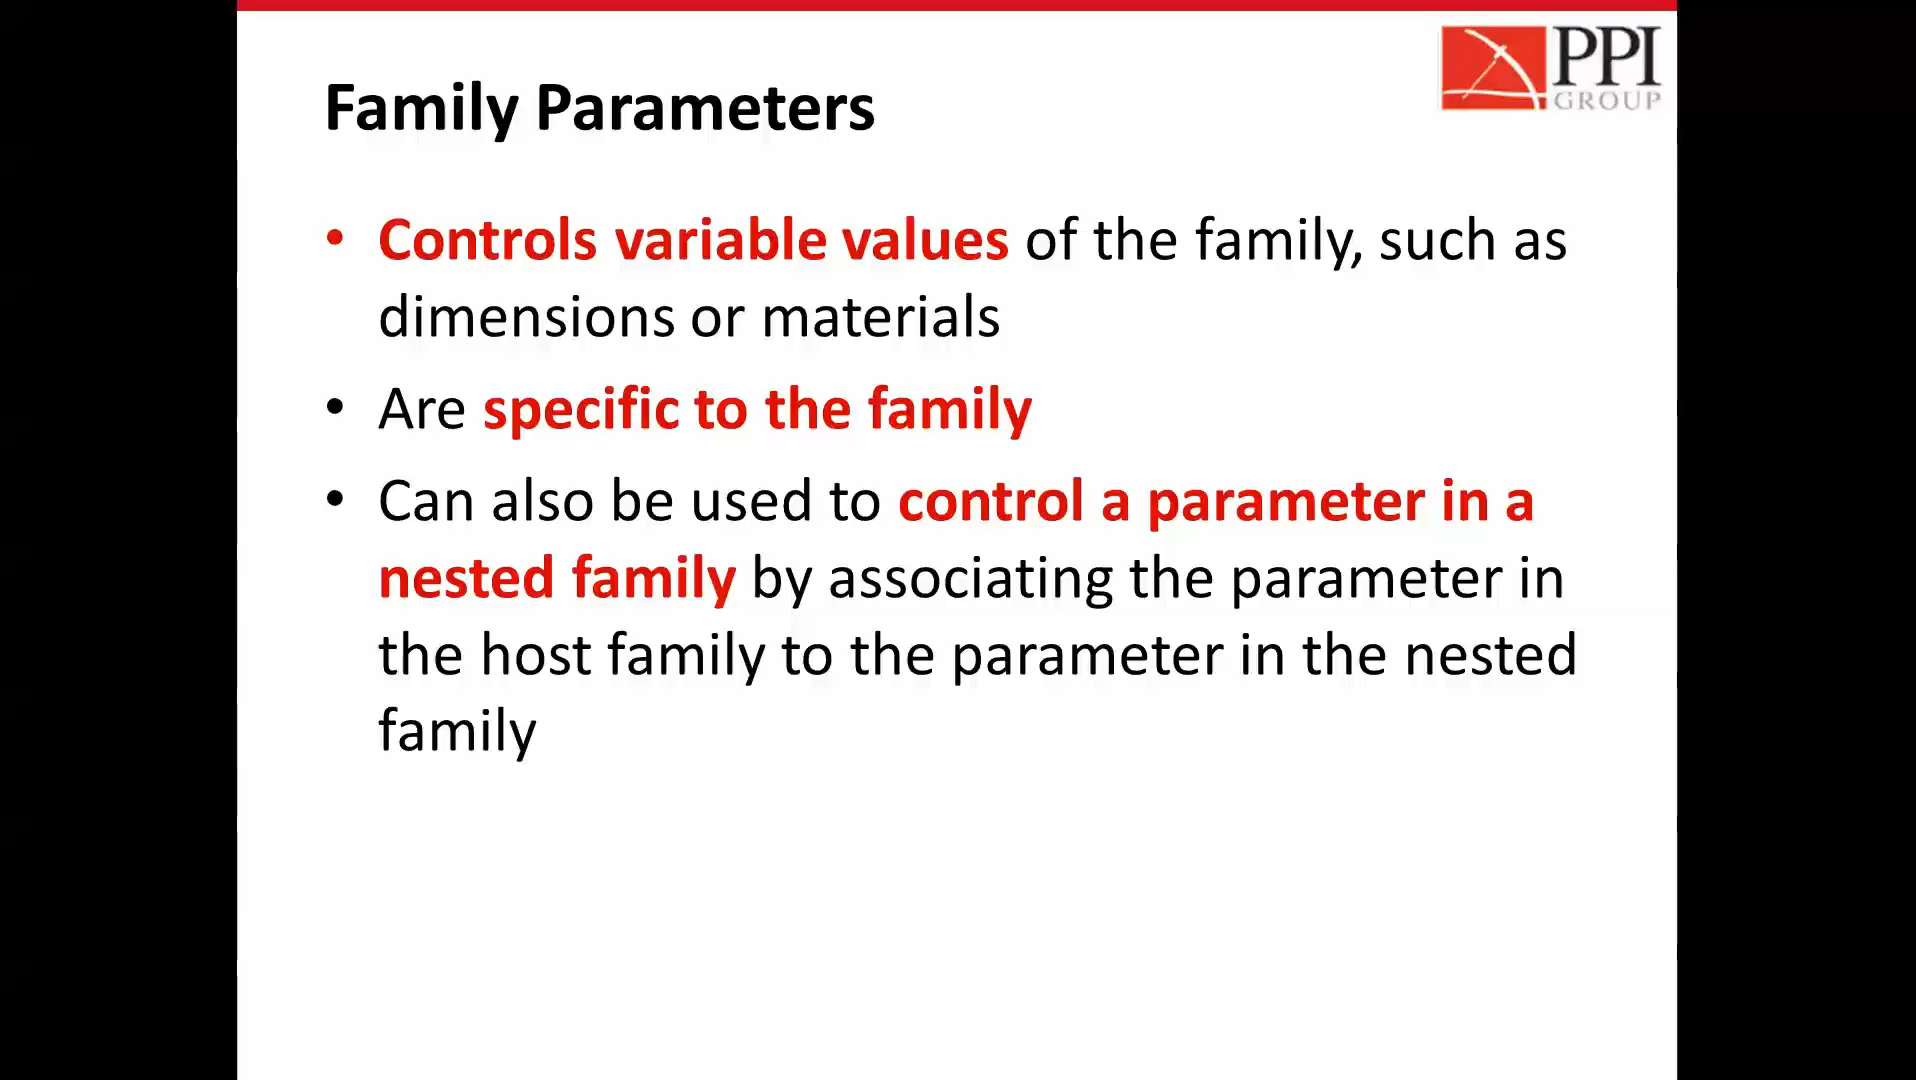 PPI
GROUP
Family Parameters
• Controls variable values of the family, such as
dimensions or materials
• Are specific to the family
• Can also be used to control a parameter in a
nested family by associating the parameter in
the host family to the parameter in the nested
family